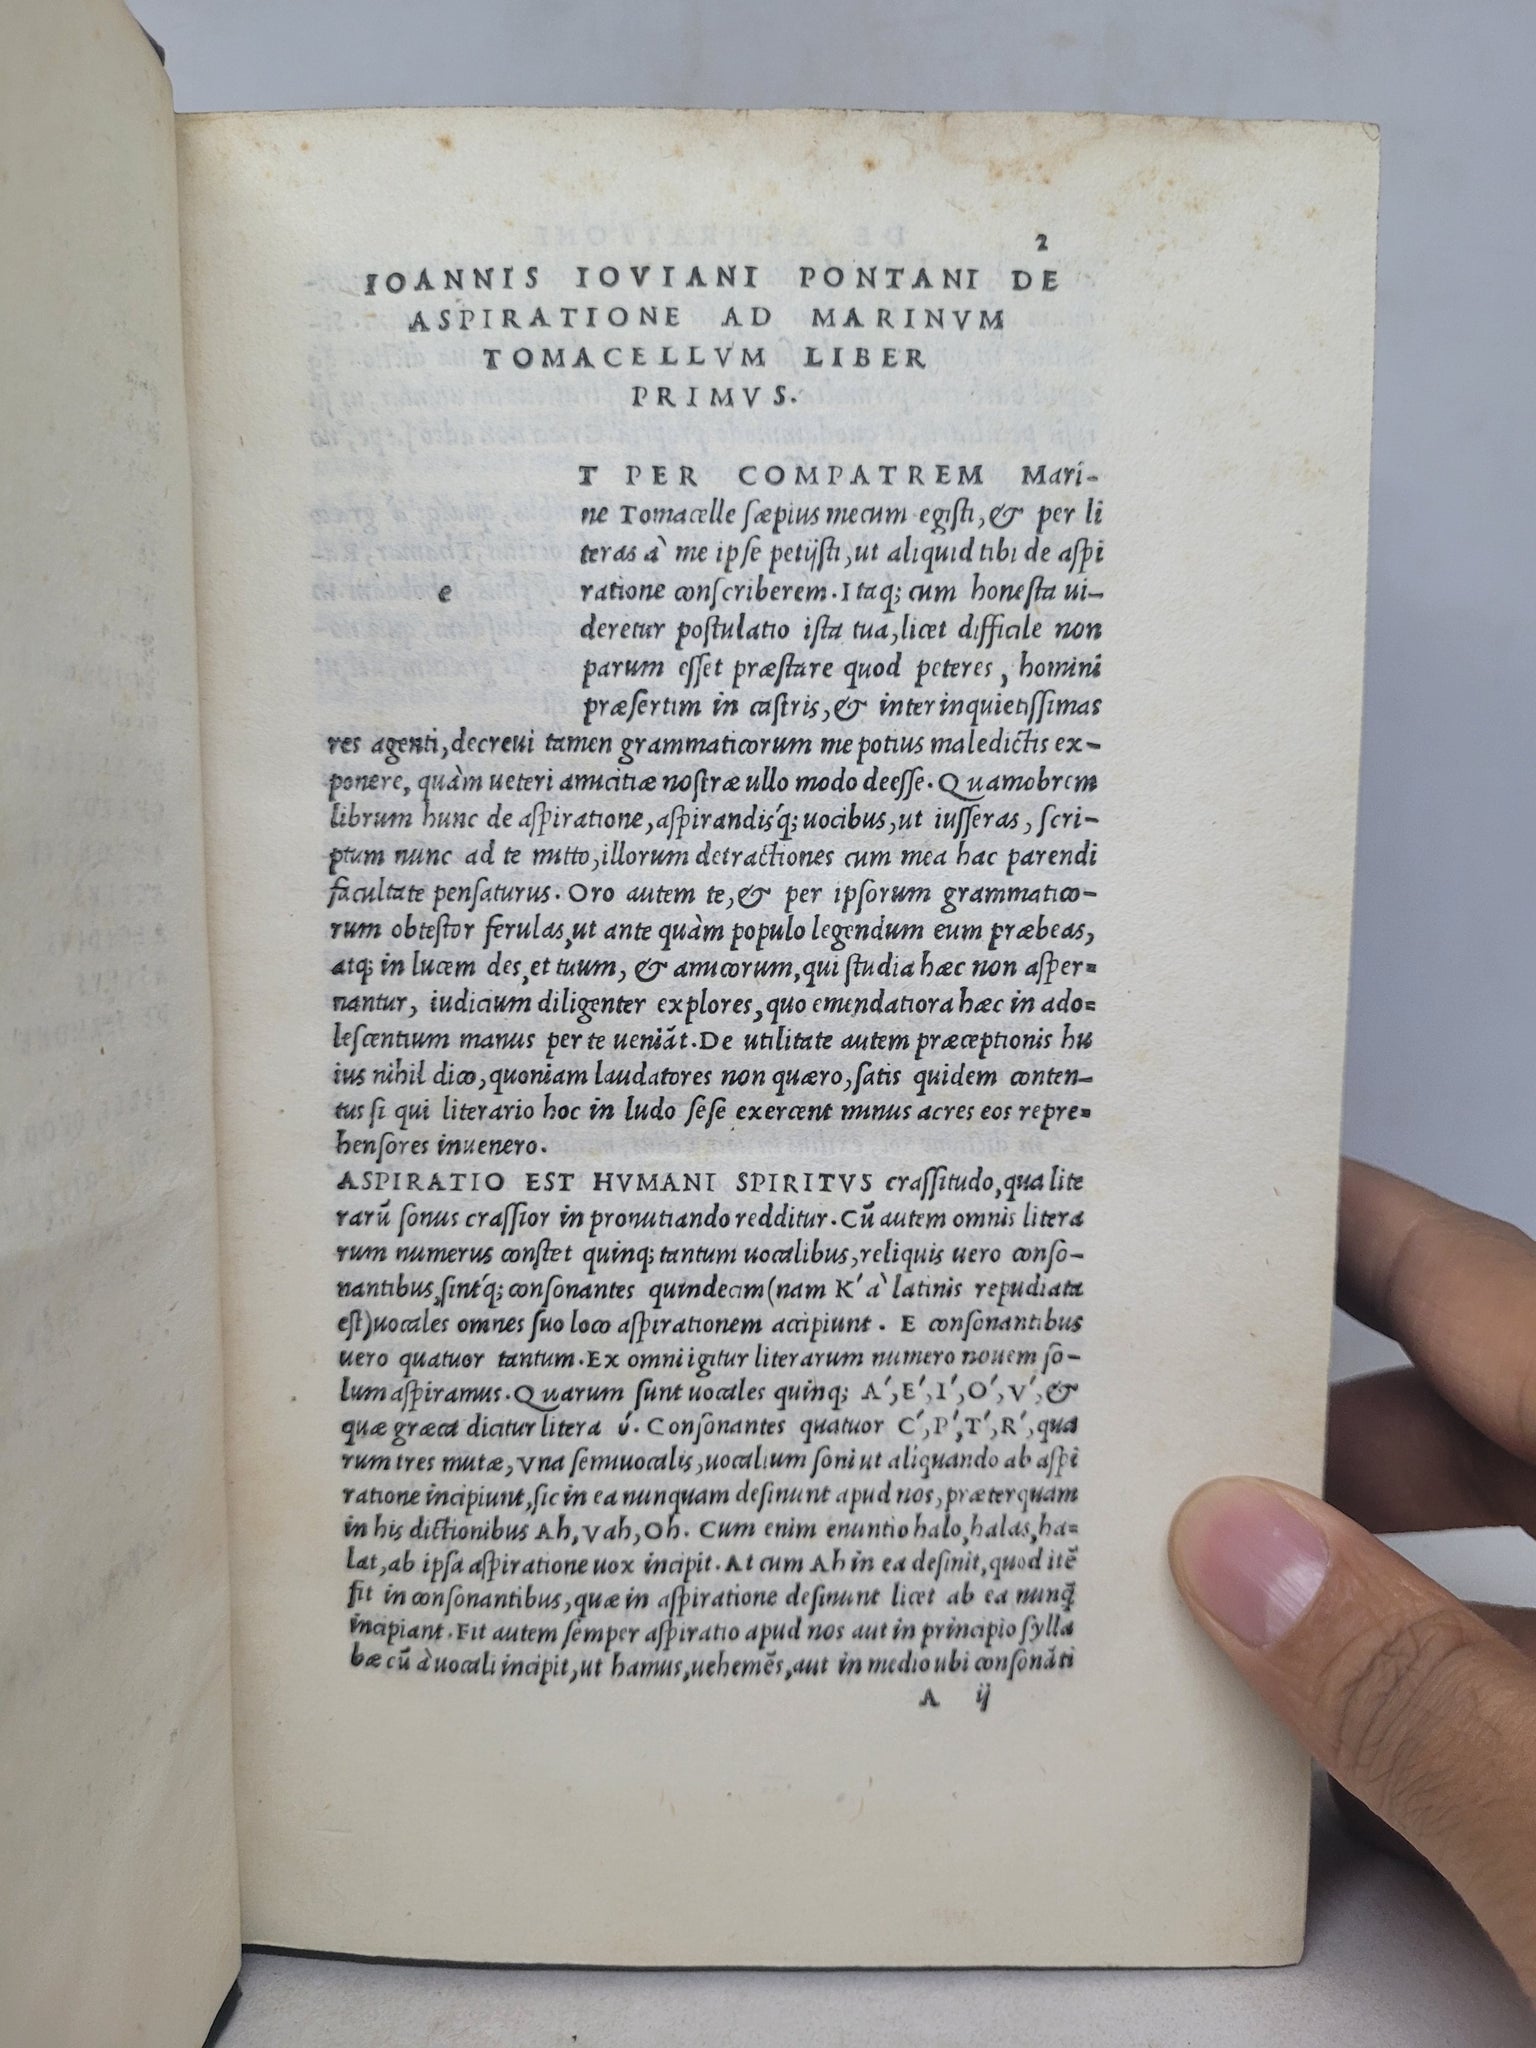 2
IOANNIS IOVIANI PONTANI DE
ASPIRATIONE AD MARINVM
TOMACELLVM LIBER
PRIMVS.
T PER COMPATREM Mari-
ne Tomacelle sæpius mecum egisti, & per li
teras à me ipse petijsti, ut aliquid tibi de aspi
e
ratione conscriberem. Itaq; cum honesta ui-
deretur postulatio ista tua, licet difficile non
parum esset præstare quod peteres, homini
præsertim in castris, & inter inquietissimas
res agenti, decreui tamen grammaticorum me potius maledictis ex-
ponere, quàm ueteri amicitiæ nostræ ullo modo deesse. Quamobrem
librum hunc de aspiratione, aspirandis'q; uocibus, ut iusseras, scri-
ptum nunc ad te mitto, illorum detractiones cum mea hac parendi
facultate pensaturus. Oro autem te, & per ipsorum grammatico-
rum obtestor ferulas, ut ante quàm populo legendum eum præbeas,
atq; in lucem des, et tuum, & amicorum, qui studia hæc non asper-
nantur, iudicium diligenter explores, quo emendatiora hæc in ado-
lescentium manus per te ueniāt. De utilitate autem præceptionis hu
ius nihil dico, quoniam laudatores non quæro, satis quidem conten-
tus si qui literario hoc in ludo sese exercent minus acres eos repre-
hensores inuenero.
ASPIRATIO EST HVMANI SPIRITVS crassitudo, qua lite
rarū sonus crassior in pronutiando redditur. Cū autem omnis litera
rum numerus constet quinq; tantum uocalibus, reliquis uero conso-
nantibus, sint'q; consonantes quindecim (nam K' à latinis repudiata
est) uocales omnes suo loco aspirationem accipiunt. E consonantibus
uero quatuor tantum. Ex omni igitur literarum numero nouem so-
lum aspiramus. Quarum sunt uocales quinq; A', E', I', O', V', &
quæ græca dicitur litera ύ. Consonantes quatuor C', P', T', R', qua
rum tres mutæ, Vna semiuocalis, uocalium soni ut aliquando ab aspi
ratione incipiunt, sic in ea nunquam desinunt apud nos, præterquam
in his dictionibus Ah, Vah, Oh. Cum enim enuntio halo, halas, ha-
lat, ab ipsa aspiratione uox incipit. At cum Ah in ea desinit, quod itē
fit in consonantibus, quæ in aspiratione desinunt licet ab ea nunq̃
incipiant. Fit autem semper aspiratio apud nos aut in principio sylla
bæ cū à uocali incipit, ut hamus, uehemēs, aut in medio ubi consonāti
A ij